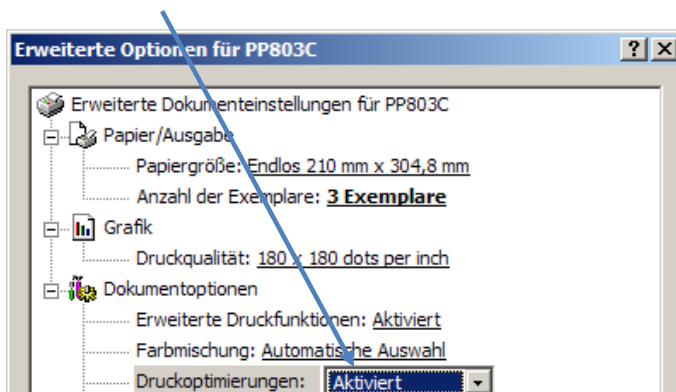 Erweiterte Optionen für PP803C
Erweiterte Dokumenteinstellungen für PP803C
Papier/Ausgabe
Papiergröße: Endlos 210 mm x 304,8 mm
Anzahl der Exemplare: 3 Exemplare
Grafik
Druckqualität: 180 x 180 dots per inch
Dokumentoptionen
Erweiterte Druckfunktionen: Aktiviert
Farbmischung: Automatische Auswahl
Druckoptimierungen: Aktiviert